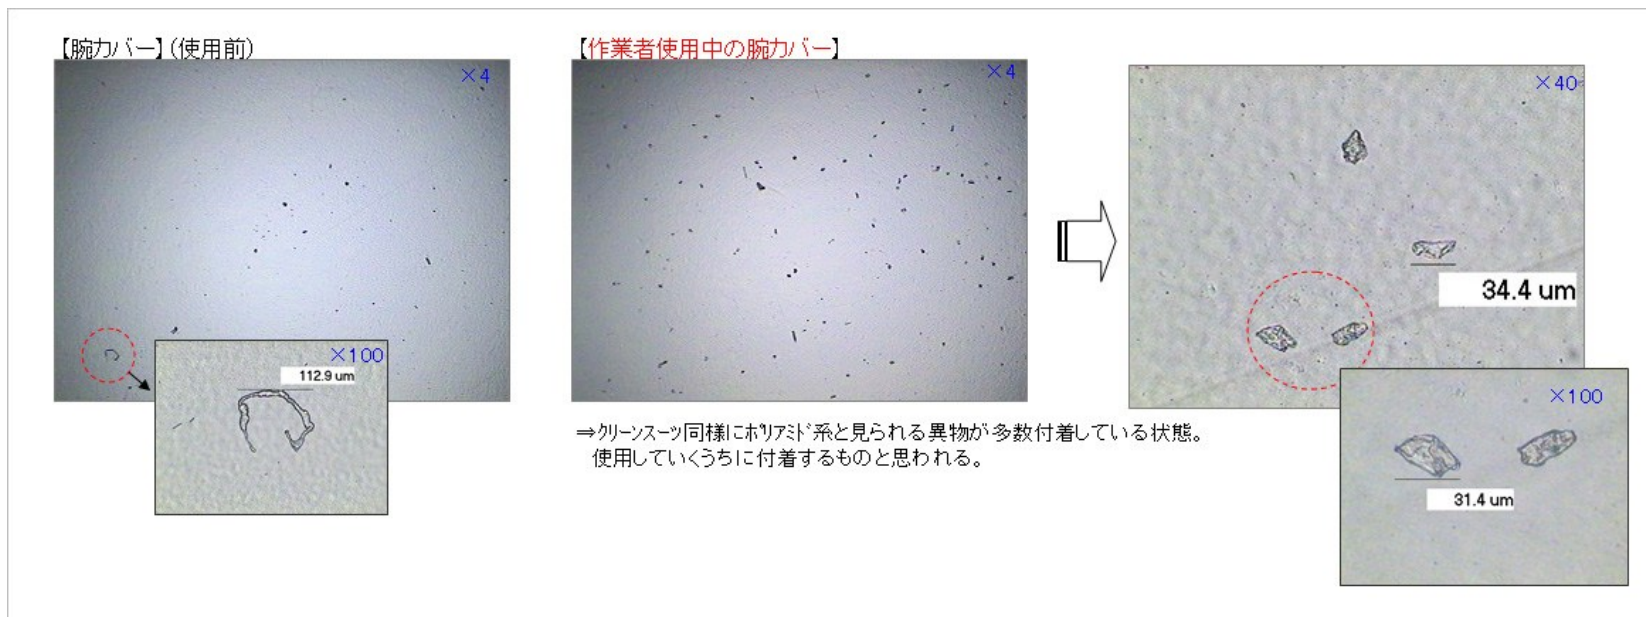 【腕カバー】(使用前)
×4
×100
112.9 um
【作業者使用中の腕カバー】
×4
×40
34.4 um
×100
31.4 um
⇒ｸﾘｰﾝｽｰﾂ同様にﾎﾟﾘｱﾐﾄﾞ系と見られる異物が多数付着している状態。
使用していくうちに付着するものと思われる。